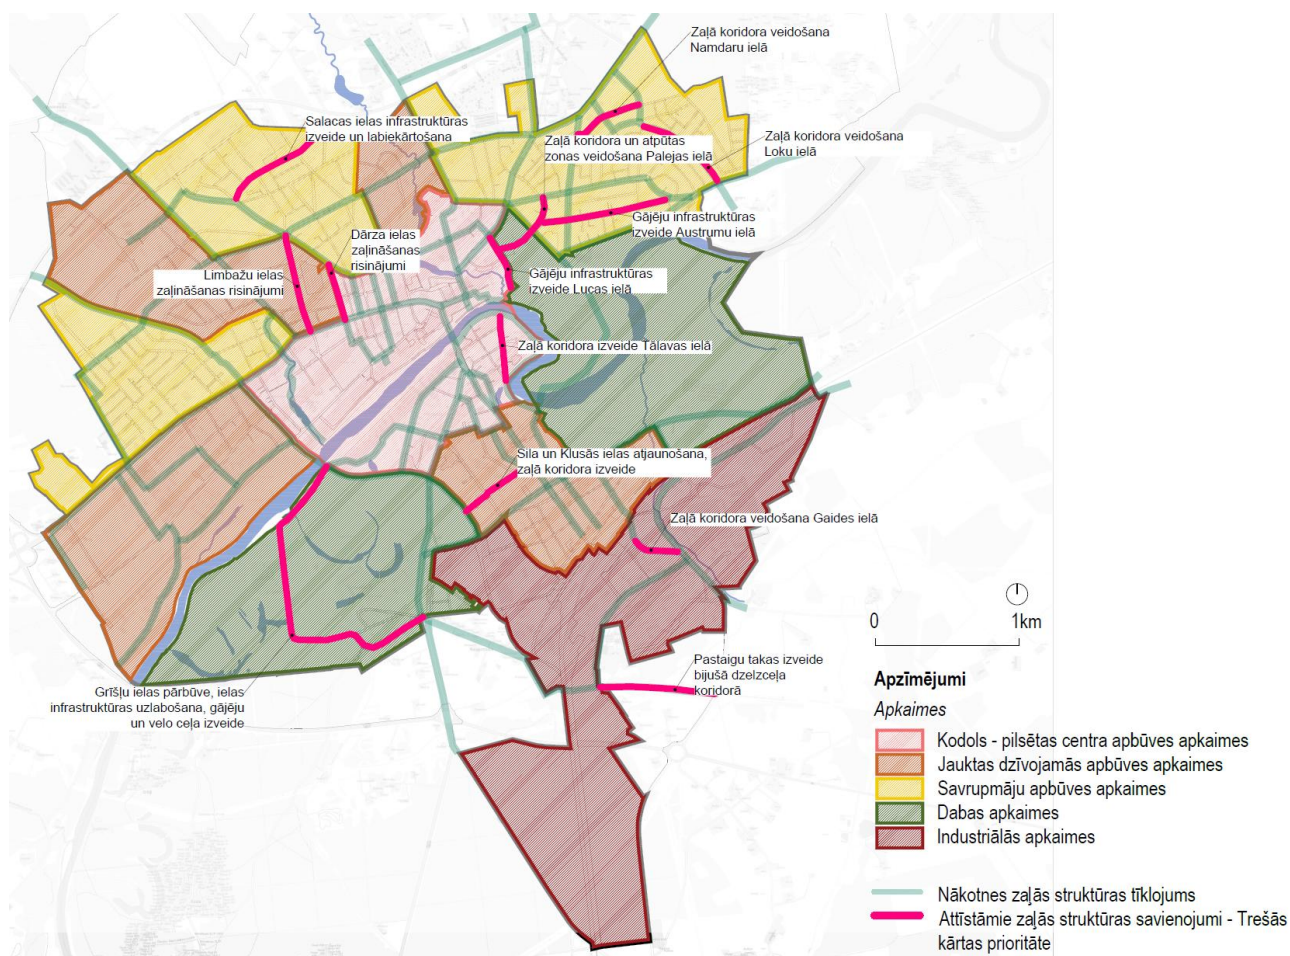 Zaļā koridora veidošana
Namdaru ielā
Salacas ielas infrastruktūras
izveide un labiekārtošana
Zaļā koridora un atpūtas
zonas veidošana Palejas ielā
Zaļā koridora veidošana
Loku ielā
Gājēju infrastruktūras
izveide Austrumu ielā
Dārza ielas
zaļināšanas
risinājumi
Limbažu ielas
zaļināšanas risinājumi
Gājēju infrastruktūras
izveide Lucas ielā
Zaļā koridora izveide Tālavas ielā
Sila un Klusās ielas atjaunošana,
zaļā koridora izveide
Zaļā koridora veidošana Gaides ielā
Pastaigu takas izveide
bijušā dzelzceļa
koridorā
Grīšļu ielas pārbūve, ielas
infrastruktūras uzlabošana, gājēju
un velo ceļa izveide
0 1km
Apzīmējumi
Apkaimes
Kodols - pilsētas centra apbūves apkaimes
Jauktas dzīvojamās apbūves apkaimes
Savrupmāju apbūves apkaimes
Dabas apkaimes
Industriālās apkaimes
Nākotnes zaļās struktūras tīklojums
Attīstāmie zaļās struktūras savienojumi - Trešās
kārtas prioritāte